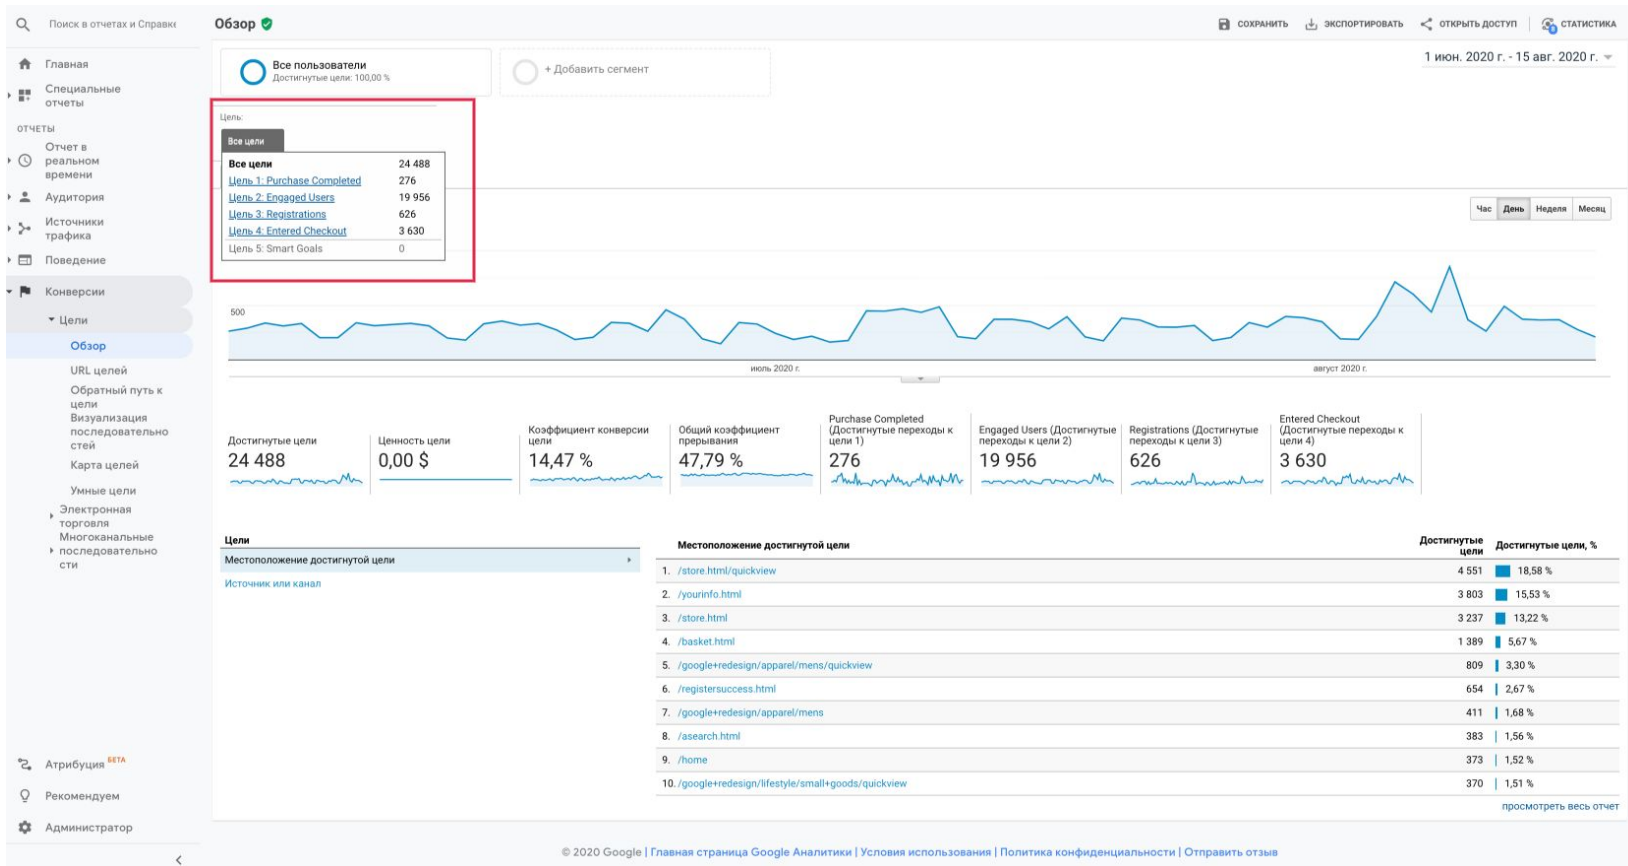 Поиск в отчетах и Справке
Обзор
СОХРАНИТЬ
ЭКСПОРТИРОВАТЬ
ОТКРЫТЬ ДОСТУП
СТАТИСТИКА
Главная
Специальные
отчеты
ОТЧЕТЫ
Отчет в
реальном
времени
Аудитория
Источники
трафика
Поведение
Конверсии
Цели
Обзор
URL целей
Обратный путь к
цели
Визуализация
последовательно
стей
Карта целей
Умные цели
Электронная
торговля
Многоканальные
последовательно
сти
Атрибуция БЕТА
Рекомендуем
Администратор
Все пользователи
Достигнутые цели: 100,00 %
+ Добавить сегмент
1 июн. 2020 г. - 15 авг. 2020 г.
Цель:
Все цели
Все цели 24 488
Цель 1: Purchase Completed 276
Цель 2: Engaged Users 19 956
Цель 3: Registrations 626
Цель 4: Entered Checkout 3 630
Цель 5: Smart Goals 0
Час День Неделя Месяц
500
июль 2020 г. август 2020 г.
Достигнутые цели
24 488
Ценность цели
0,00 $
Коэффициент конверсии
цели
14,47 %
Общий коэффициент
прерывания
47,79 %
Purchase Completed
(Достигнутые переходы к
цели 1)
276
Engaged Users (Достигнутые
переходы к цели 2)
19 956
Registrations (Достигнутые
переходы к цели 3)
626
Entered Checkout
(Достигнутые переходы к
цели 4)
3 630
Цели
Местоположение достигнутой цели
Источник или канал
Местоположение достигнутой цели
Достигнутые
цели
Достигнутые цели, %
1. /store.html/quickview 4 551 18,58 %
2. /yourinfo.html 3 803 15,53 %
3. /store.html 3 237 13,22 %
4. /basket.html 1 389 5,67 %
5. /google+redesign/apparel/mens/quickview 809 3,30 %
6. /registersuccess.html 654 2,67 %
7. /google+redesign/apparel/mens 411 1,68 %
8. /asearch.html 383 1,56 %
9. /home 373 1,52 %
10. /google+redesign/lifestyle/small+goods/quickview 370 1,51 %
просмотреть весь отчет
© 2020 Google | Главная страница Google Аналитики | Условия использования | Политика конфиденциальности | Отправить отзыв